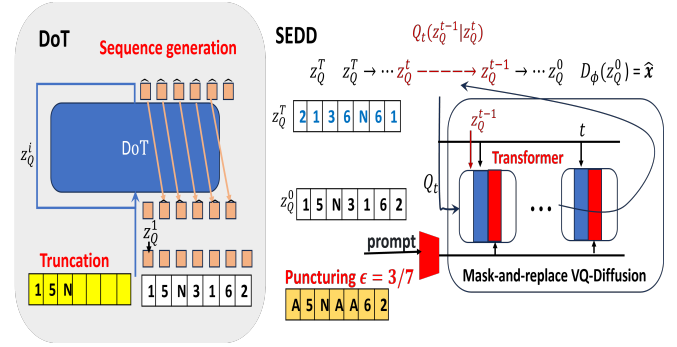 DoT
Sequence generation
DoT
z_Q^i
z_Q^1
Truncation
1 5 N
1 5 N 3 1 6 2
SEDD
Q_t(z_Q^{t-1}|z_Q^t)
z_Q^T z_Q^T → ⋯ z_Q^t ------→ z_Q^{t-1} → ⋯ z_Q^0 D_ϕ(z_Q^0) = x̂
z_Q^T
2 1 3 6 N 6 1
z_Q^{t-1}
t
Transformer
Q_t
z_Q^0
1 5 N 3 1 6 2
⋯
prompt
Mask-and-replace VQ-Diffusion
Puncturing ϵ = 3/7
A 5 N A A 6 2